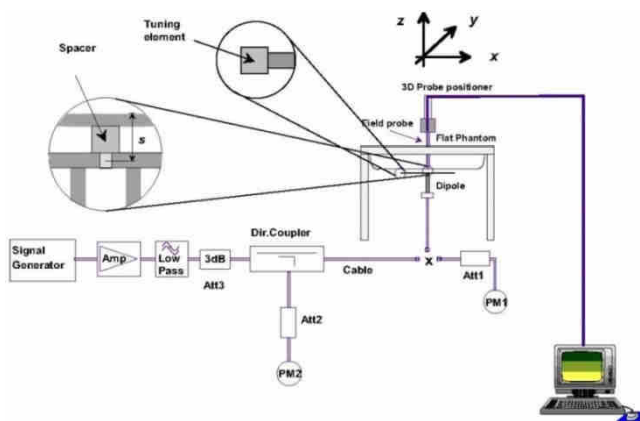 Tuning
element
Spacer
s
z
y
x
3D Probe positioner
Field probe
Flat Phantom
Dipole
Dir.Coupler
Signal
Generator
Amp
Low
Pass
3dB
Att3
Cable
x
Att1
PM1
Att2
PM2